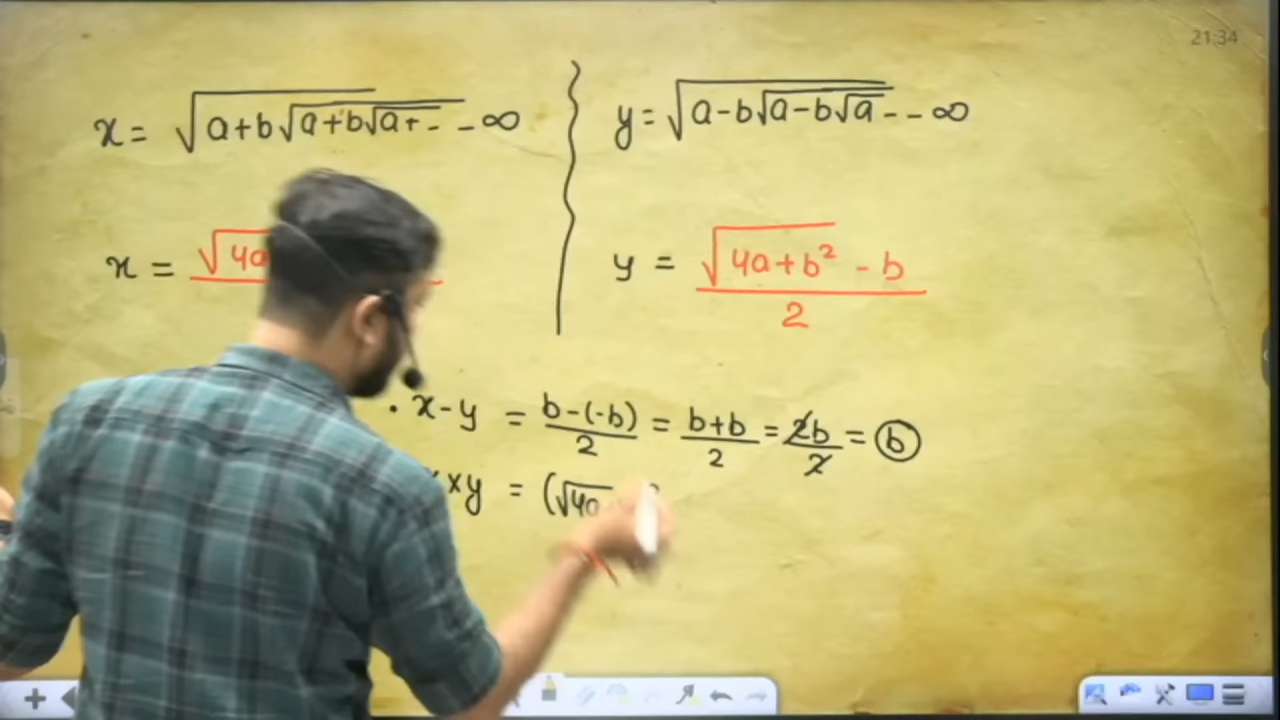 21:34
x = √a+b√a+b√a+ - - ∞
y = √a-b√a-b√a - - ∞
x = √4a
y = √4a+b² - b / 2
· x-y = b-(-b)/2 = b+b/2 = 2b/2 = b
xy = (√4a